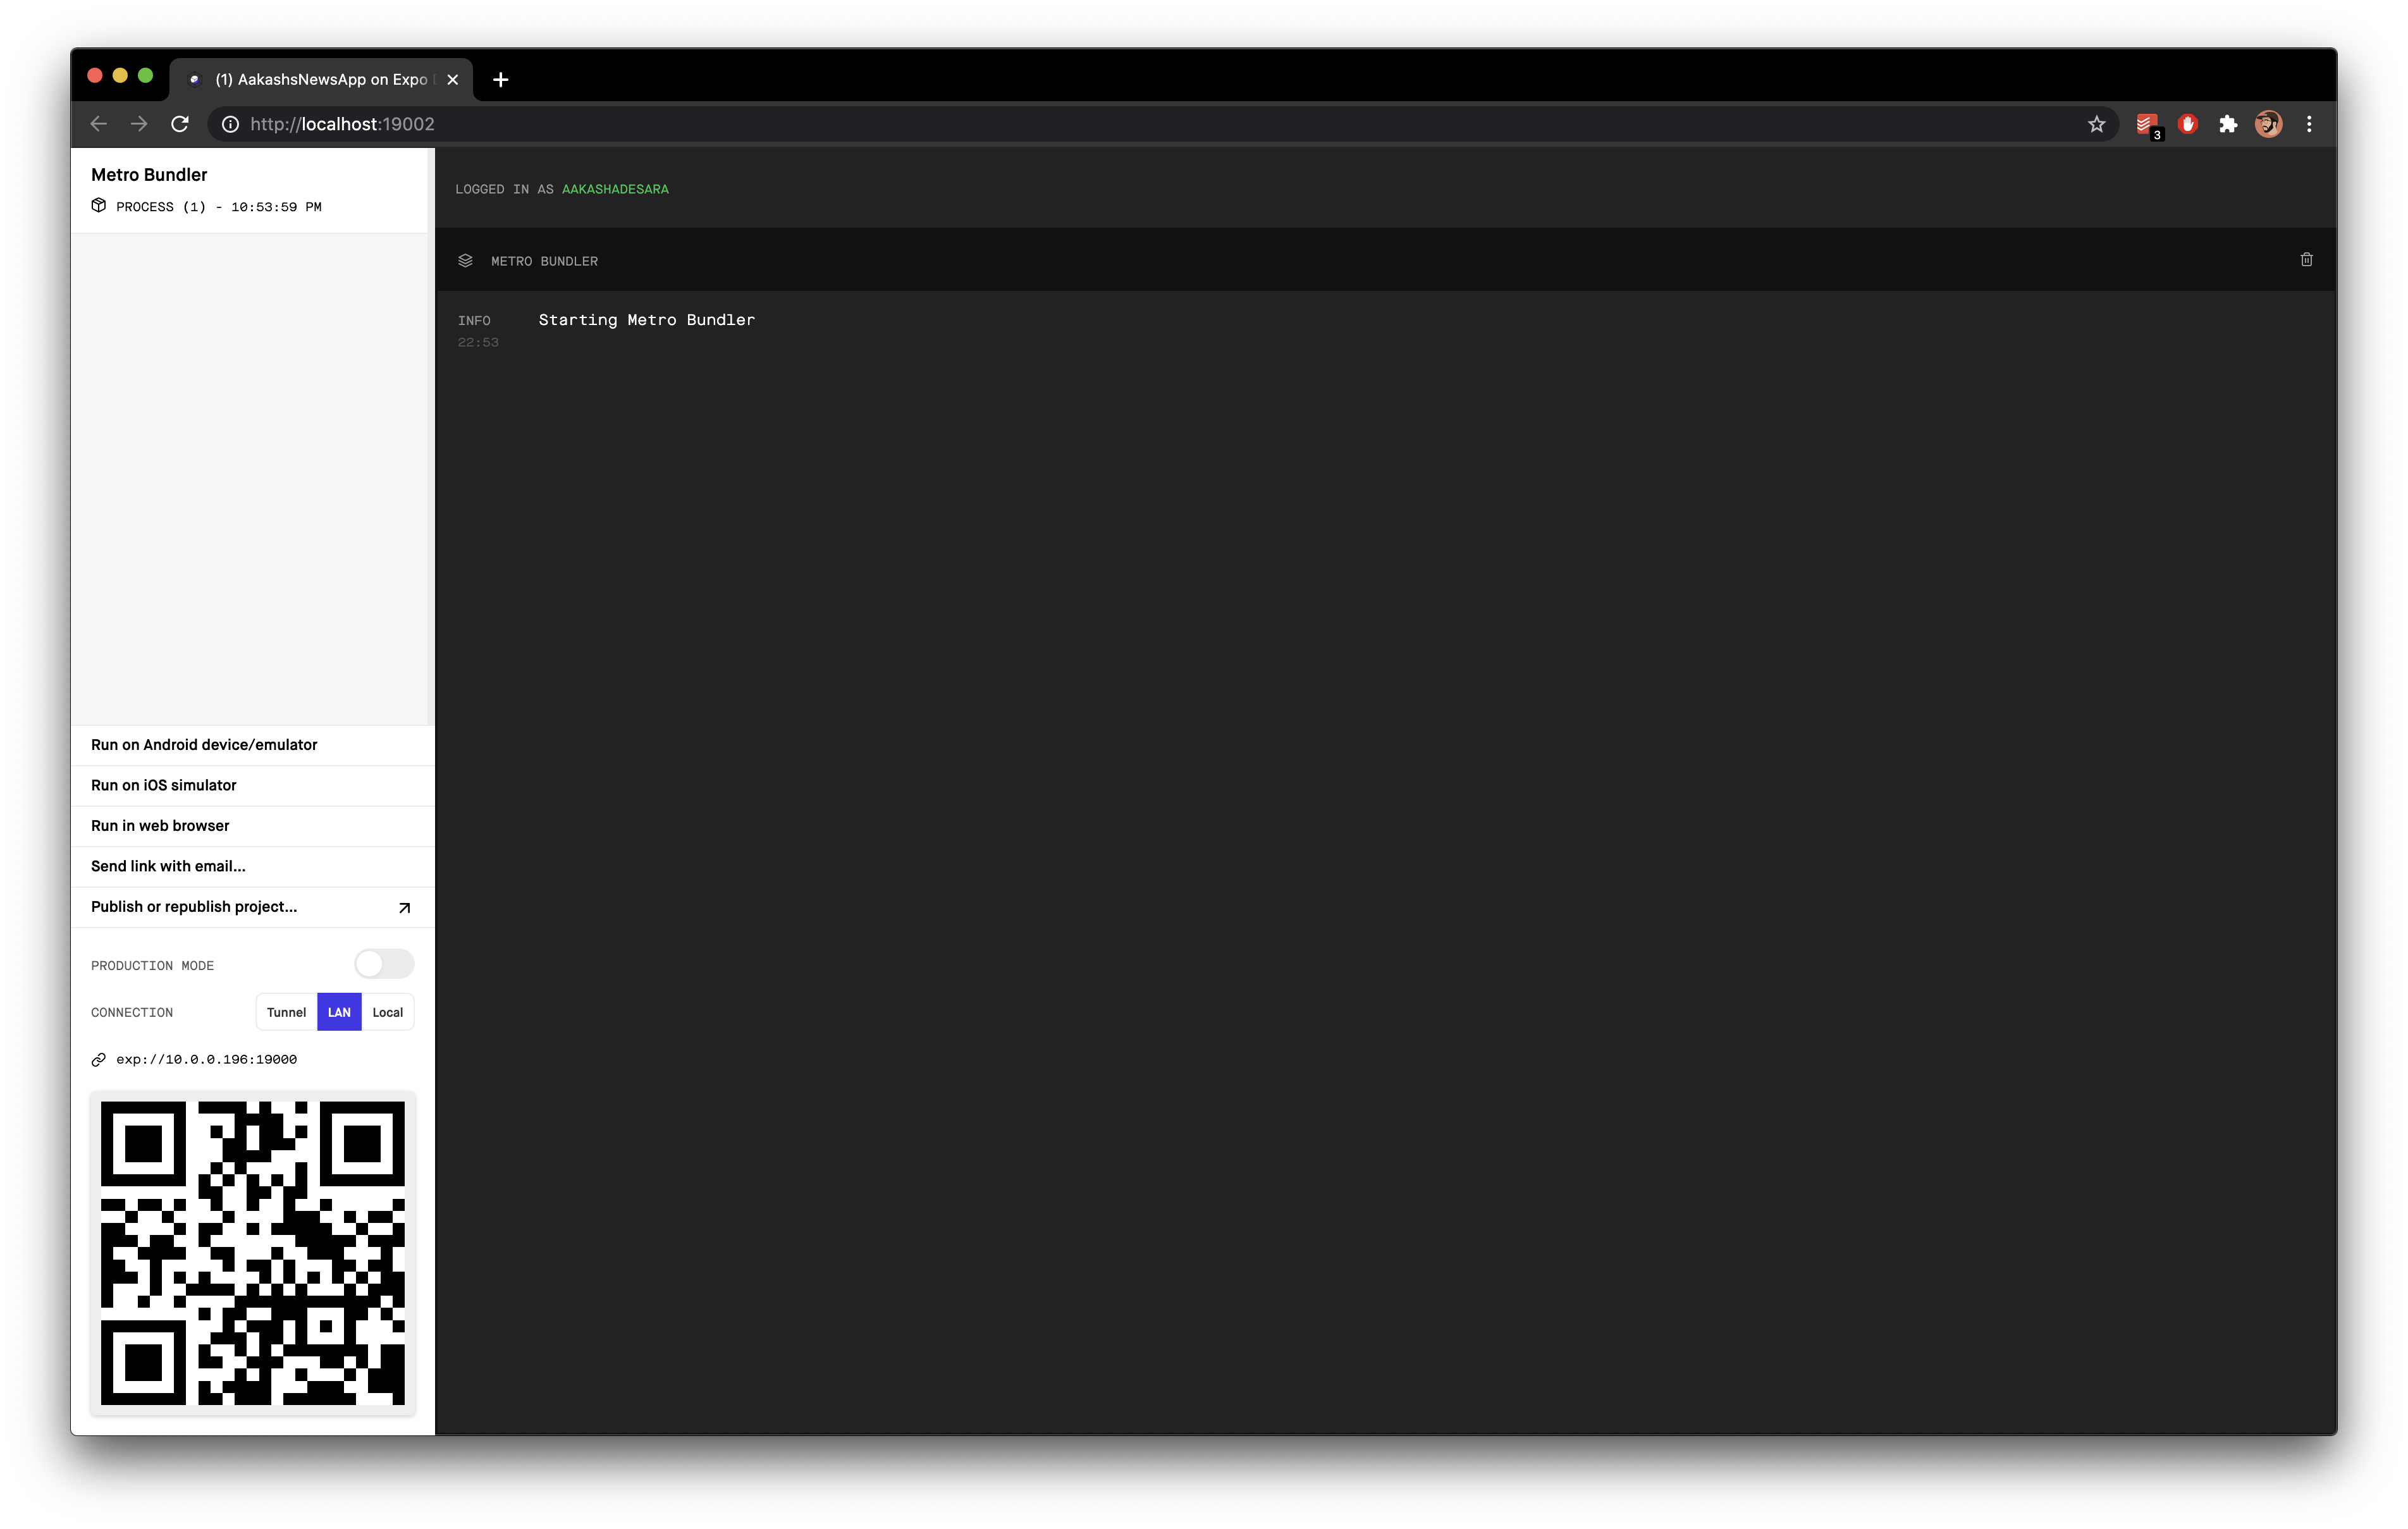 (1) AakashsNewsApp on Expo
http://localhost:19002
3
Metro Bundler
PROCESS (1) - 10:53:59 PM
LOGGED IN AS AAKASHADESARA
METRO BUNDLER
INFO
Starting Metro Bundler
22:53
Run on Android device/emulator
Run on iOS simulator
Run in web browser
Send link with email...
Publish or republish project...
PRODUCTION MODE
CONNECTION
Tunnel
LAN
Local
exp://10.0.0.196:19000